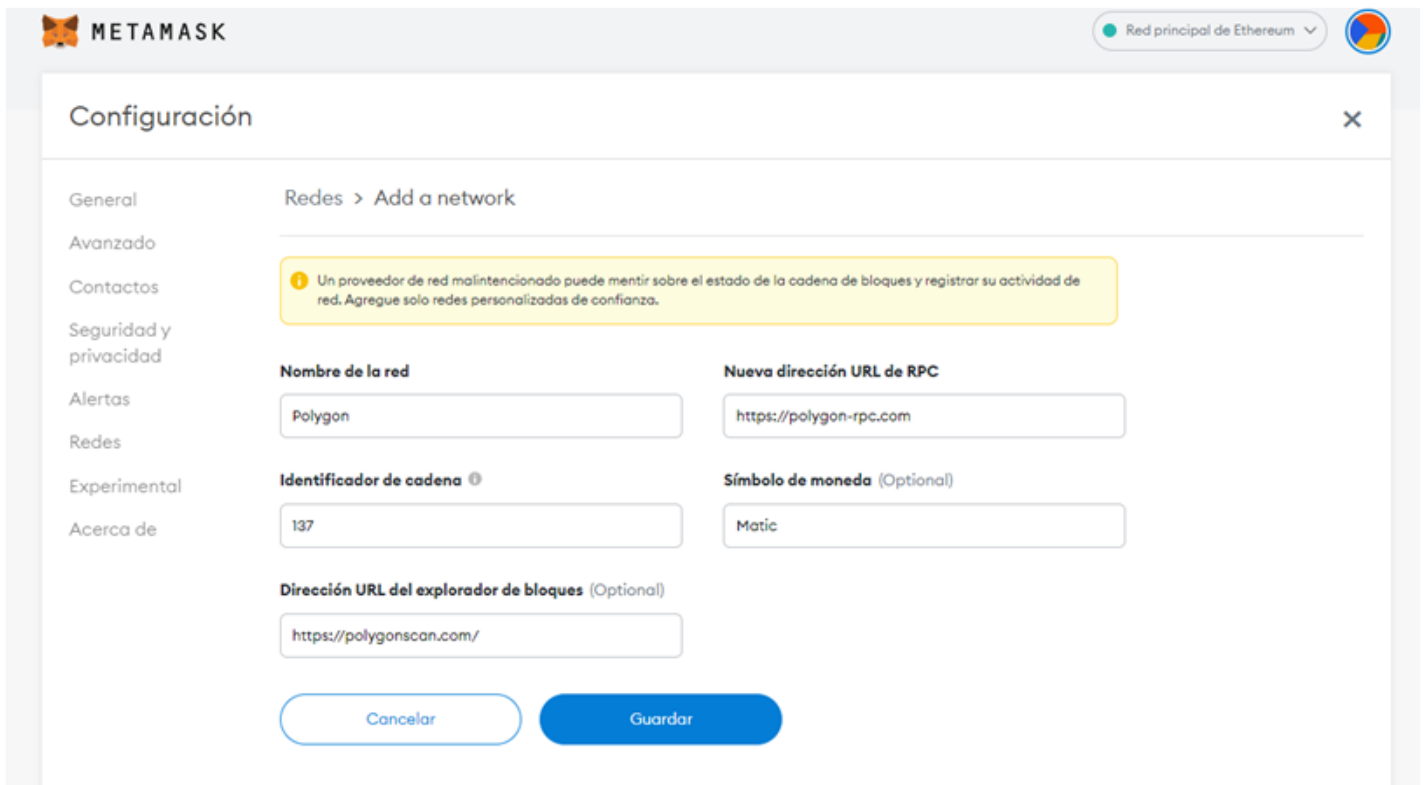 METAMASK
Red principal de Ethereum
Configuración
General
Avanzado
Contactos
Seguridad y
privacidad
Alertas
Redes
Experimental
Acerca de
Redes > Add a network
Un proveedor de red malintencionado puede mentir sobre el estado de la cadena de bloques y registrar su actividad de
red. Agregue solo redes personalizadas de confianza.
Nombre de la red
Polygon
Nueva dirección URL de RPC
https://polygon-rpc.com
Identificador de cadena
137
Símbolo de moneda (Optional)
Matic
Dirección URL del explorador de bloques (Optional)
https://polygonscan.com/
Cancelar
Guardar